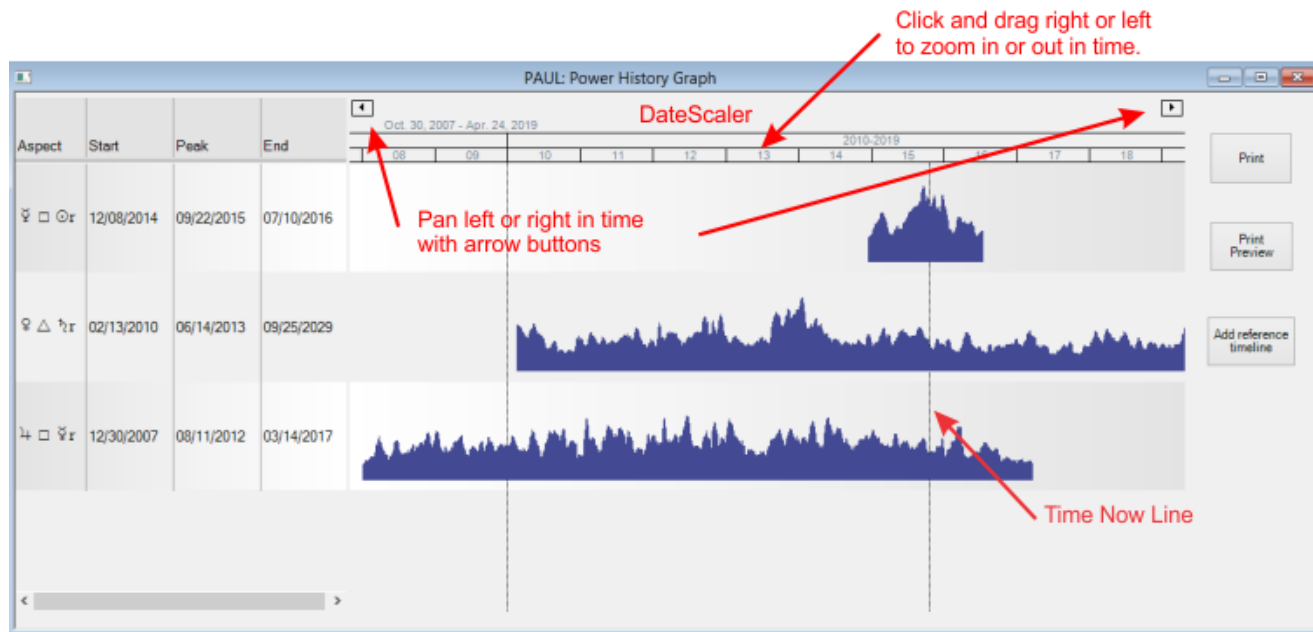 Click and drag right or left
to zoom in or out in time.
PAUL: Power History Graph
DateScaler
Oct. 30, 2007 - Apr. 24, 2019
Aspect Start Peak End
2010-2019
08 09 10 11 12 13 14 15 16 17 18
Print
☿ □ ☉r 12/08/2014 09/22/2015 07/10/2016
Pan left or right in time
with arrow buttons
Print
Preview
♀ △ ♄r 02/13/2010 06/14/2013 09/25/2029
Add reference
timeline
♃ □ ☿r 12/30/2007 08/11/2012 03/14/2017
Time Now Line